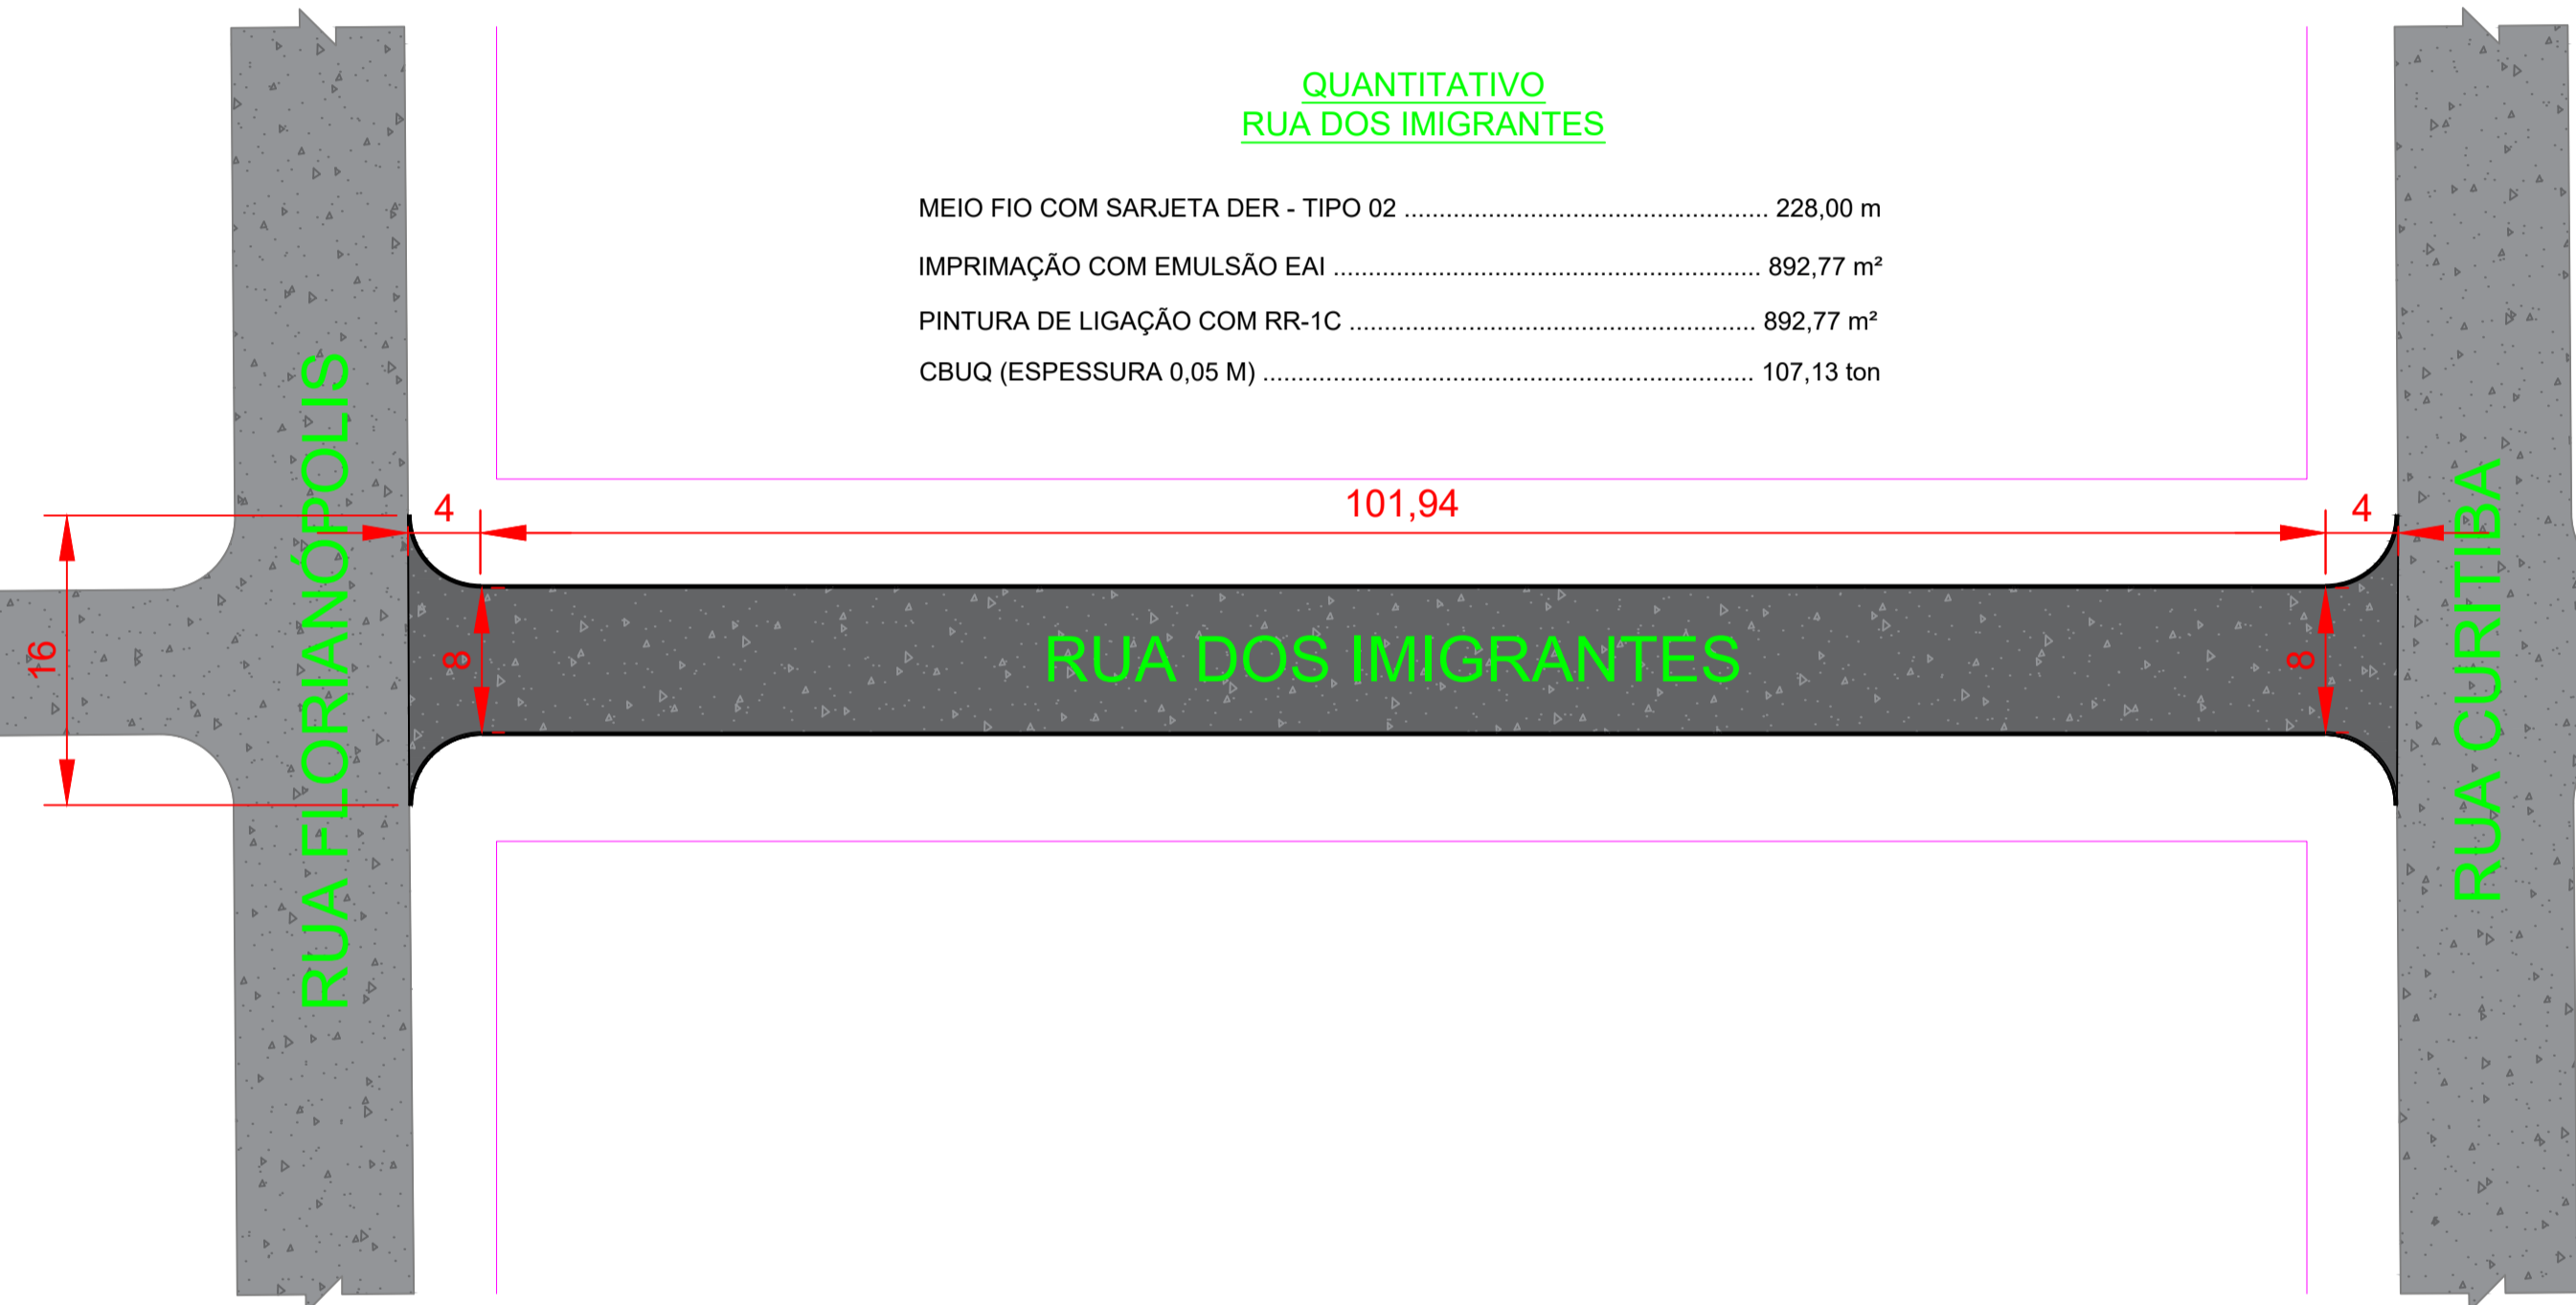 QUANTITATIVO
RUA DOS IMIGRANTES
MEIO FIO COM SARJETA DER - TIPO 02 ............................................ 228,00 m
IMPRIMAÇÃO COM EMULSÃO EAI .................................................... 892,77 m²
PINTURA DE LIGAÇÃO COM RR-1C ................................................. 892,77 m²
CBUQ (ESPESSURA 0,05 M) ............................................................ 107,13 ton
4
101,94
4
16
RUA FLORIANÓPOLIS
8
RUA DOS IMIGRANTES
8
RUA CURITIBA